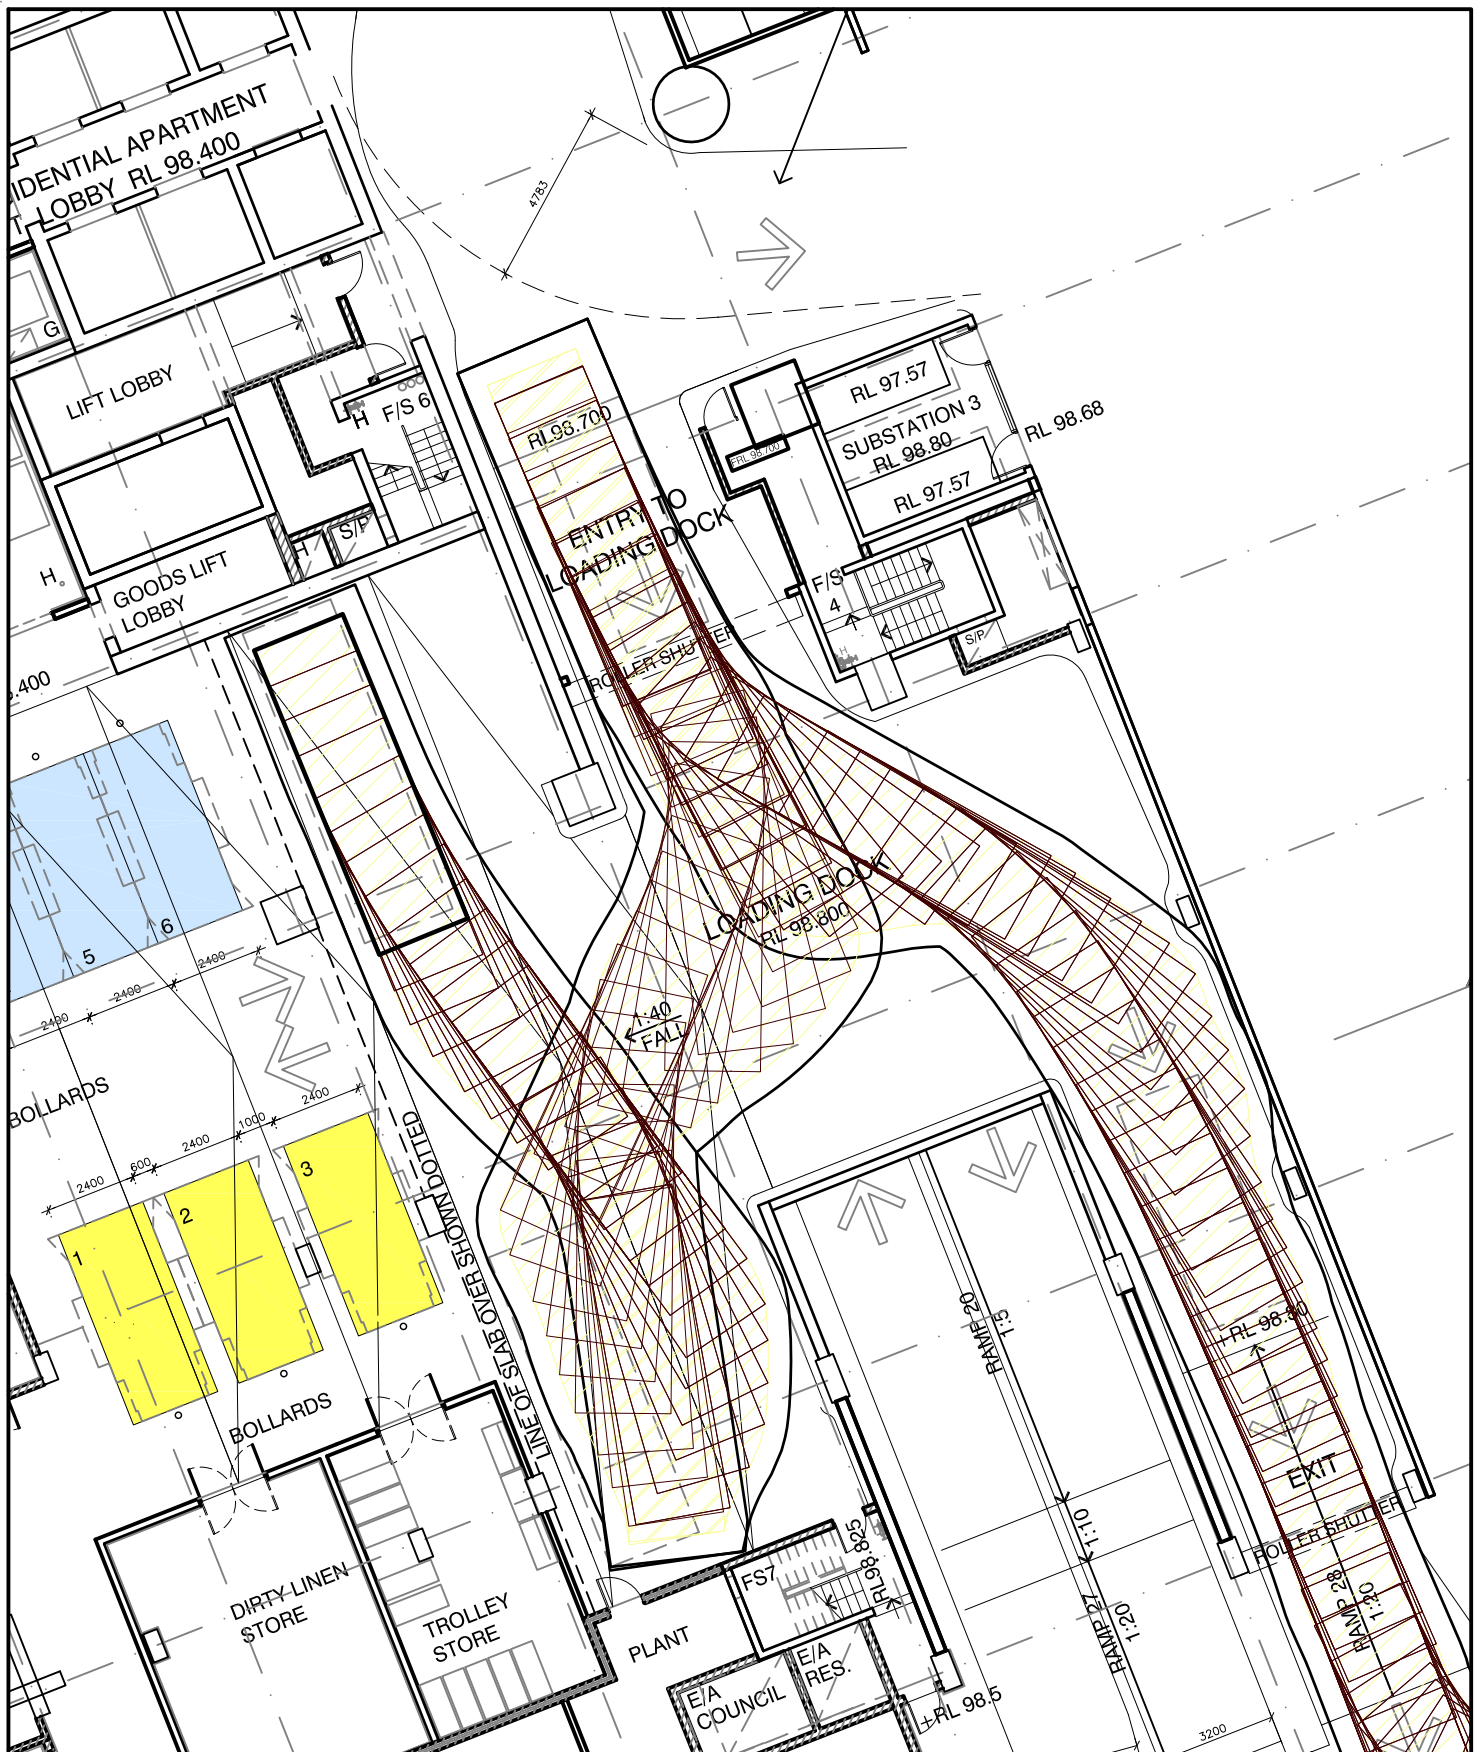 IDENTIAL APARTMENT
LOBBY RL 98.400
4783
G
LIFT LOBBY
H
F/S 6
RL98.700
RL 97.57
SUBSTATION 3
RL 98.80
RL 97.57
RL 98.68
FRL 98.700
ENTRY TO
LOADING DOCK
S/P
H
H
GOODS LIFT
LOBBY
F/S
4
H
S/P
ROLLER SHUTTER
.400
5
6
LOADING DOCK
RL 98.800
2400
2400
2400
1:40
FALL
BOLLARDS
2400
1000
2400
600
2400
1
2
3
LINE OF SLAB OVER SHOWN DOTTED
RAMP 20
1:5
+RL 98.30
BOLLARDS
EXIT
ROLLER SHUTTER
1:10
RAMP 27
1:20
RAMP 28
1:20
FS7
RL98.825
DIRTY LINEN
STORE
TROLLEY
STORE
PLANT
E/A
RES.
E/A
COUNCIL
+RL 98.5
3200